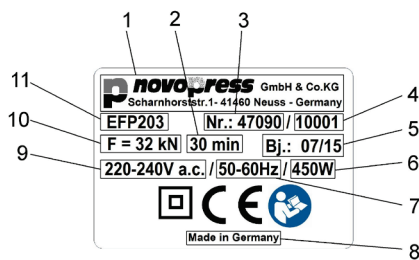 1 2 3
novopress GmbH & Co.KG
Scharnhorststr.1- 41460 Neuss - Germany
11 EFP203 Nr.: 47090 / 10001 4
10 F = 32 kN 30 min Bj.: 07/15 5
9 220-240V a.c. / 50-60Hz / 450W 6
7
CE
Made in Germany 8